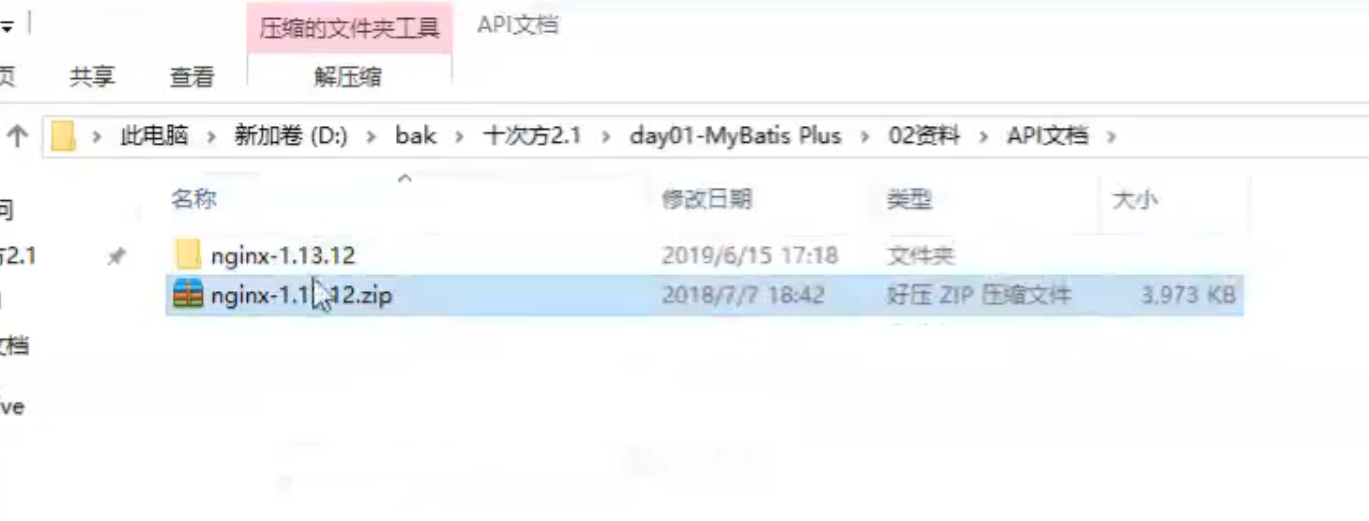 压缩的文件夹工具 API文档
页 共享 查看 解压缩
此电脑 › 新加卷 (D:) › bak › 十次方2.1 › day01-MyBatis Plus › 02资料 › API文档 ›
名称 修改日期 类型 大小
问
方2.1 nginx-1.13.12 2019/6/15 17:18 文件夹
nginx-1.1 12.zip 2018/7/7 18:42 好压 ZIP 压缩文件 3,973 KB
文档
ve